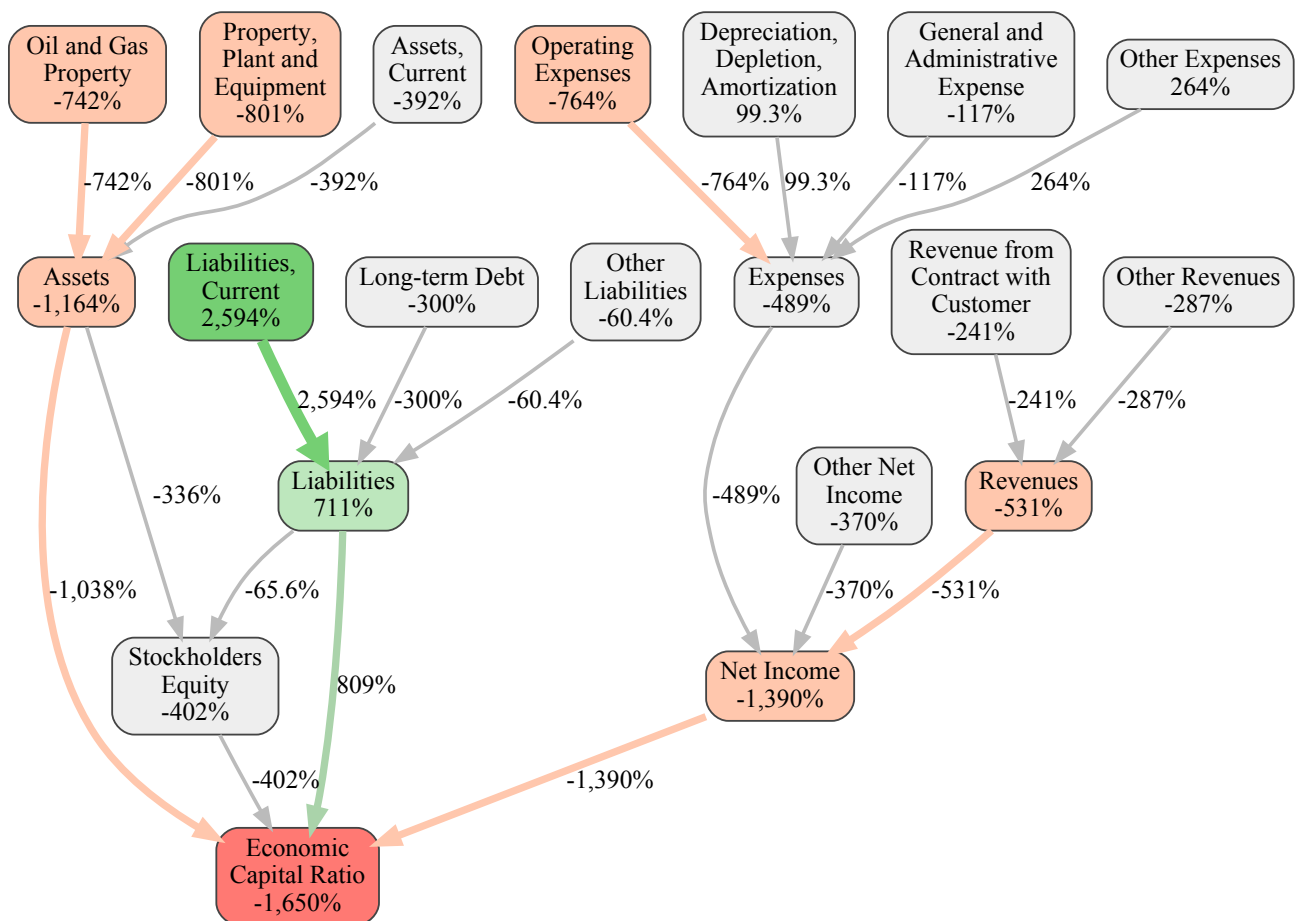 Oil and Gas
Property
-742%
Property,
Plant and
Equipment
-801%
Assets,
Current
-392%
Operating
Expenses
-764%
Depreciation,
Depletion,
Amortization
99.3%
General and
Administrative
Expense
-117%
Other Expenses
264%
-742%
-801%
-392%
-764%
99.3%
-117%
264%
Assets
-1,164%
Liabilities,
Current
2,594%
Long-term Debt
-300%
Other
Liabilities
-60.4%
Expenses
-489%
Revenue from
Contract with
Customer
-241%
Other Revenues
-287%
2,594%
-300%
-60.4%
-241%
-287%
-336%
Liabilities
711%
-489%
Other Net
Income
-370%
Revenues
-531%
-1,038%
-65.6%
-370%
-531%
Stockholders
Equity
-402%
809%
Net Income
-1,390%
-402%
-1,390%
Economic
Capital Ratio
-1,650%